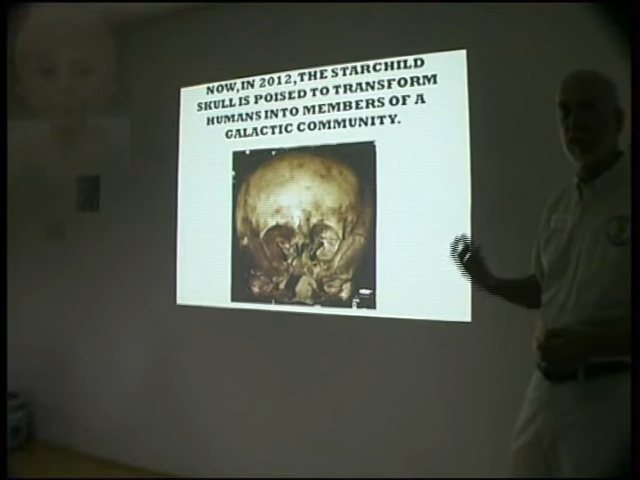 NOW, IN 2012, THE STARCHILD
SKULL IS POISED TO TRANSFORM
HUMANS INTO MEMBERS OF A
GALACTIC COMMUNITY.